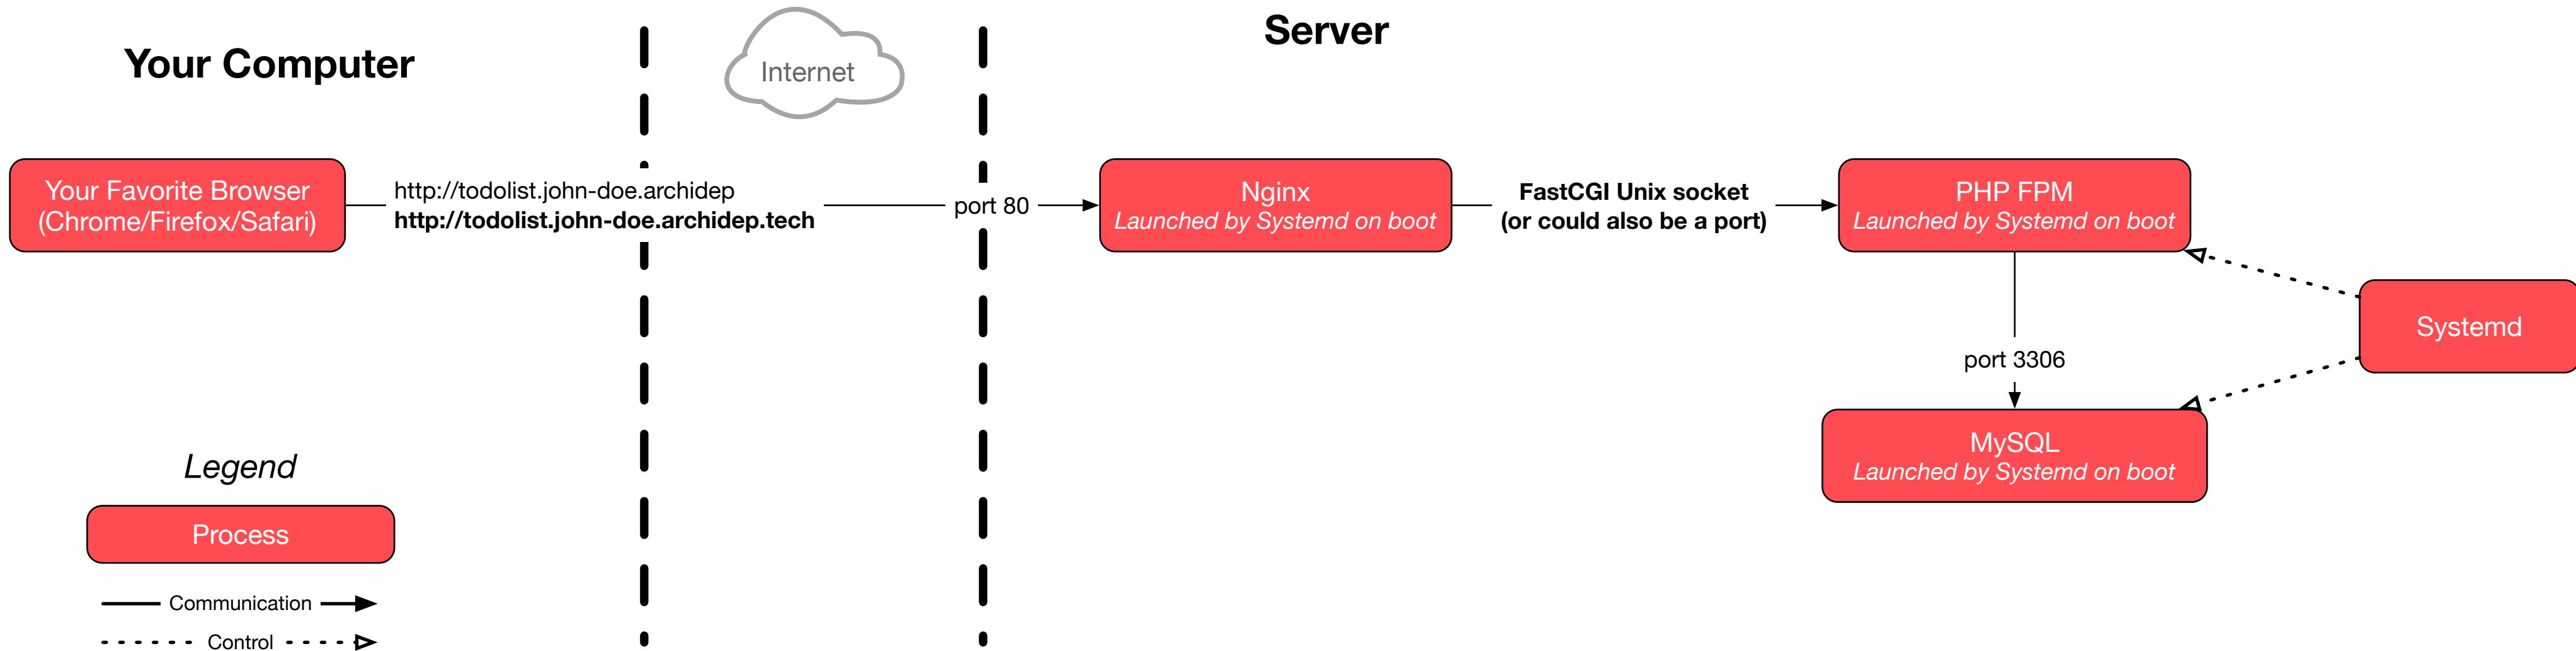 Your Computer
Internet
Server
Your Favorite Browser
(Chrome/Firefox/Safari)
http://todolist.john-doe.archidep
http://todolist.john-doe.archidep.tech
port 80
Nginx
Launched by Systemd on boot
FastCGI Unix socket
(or could also be a port)
PHP FPM
Launched by Systemd on boot
Systemd
port 3306
MySQL
Launched by Systemd on boot
Legend
Process
Communication
Control